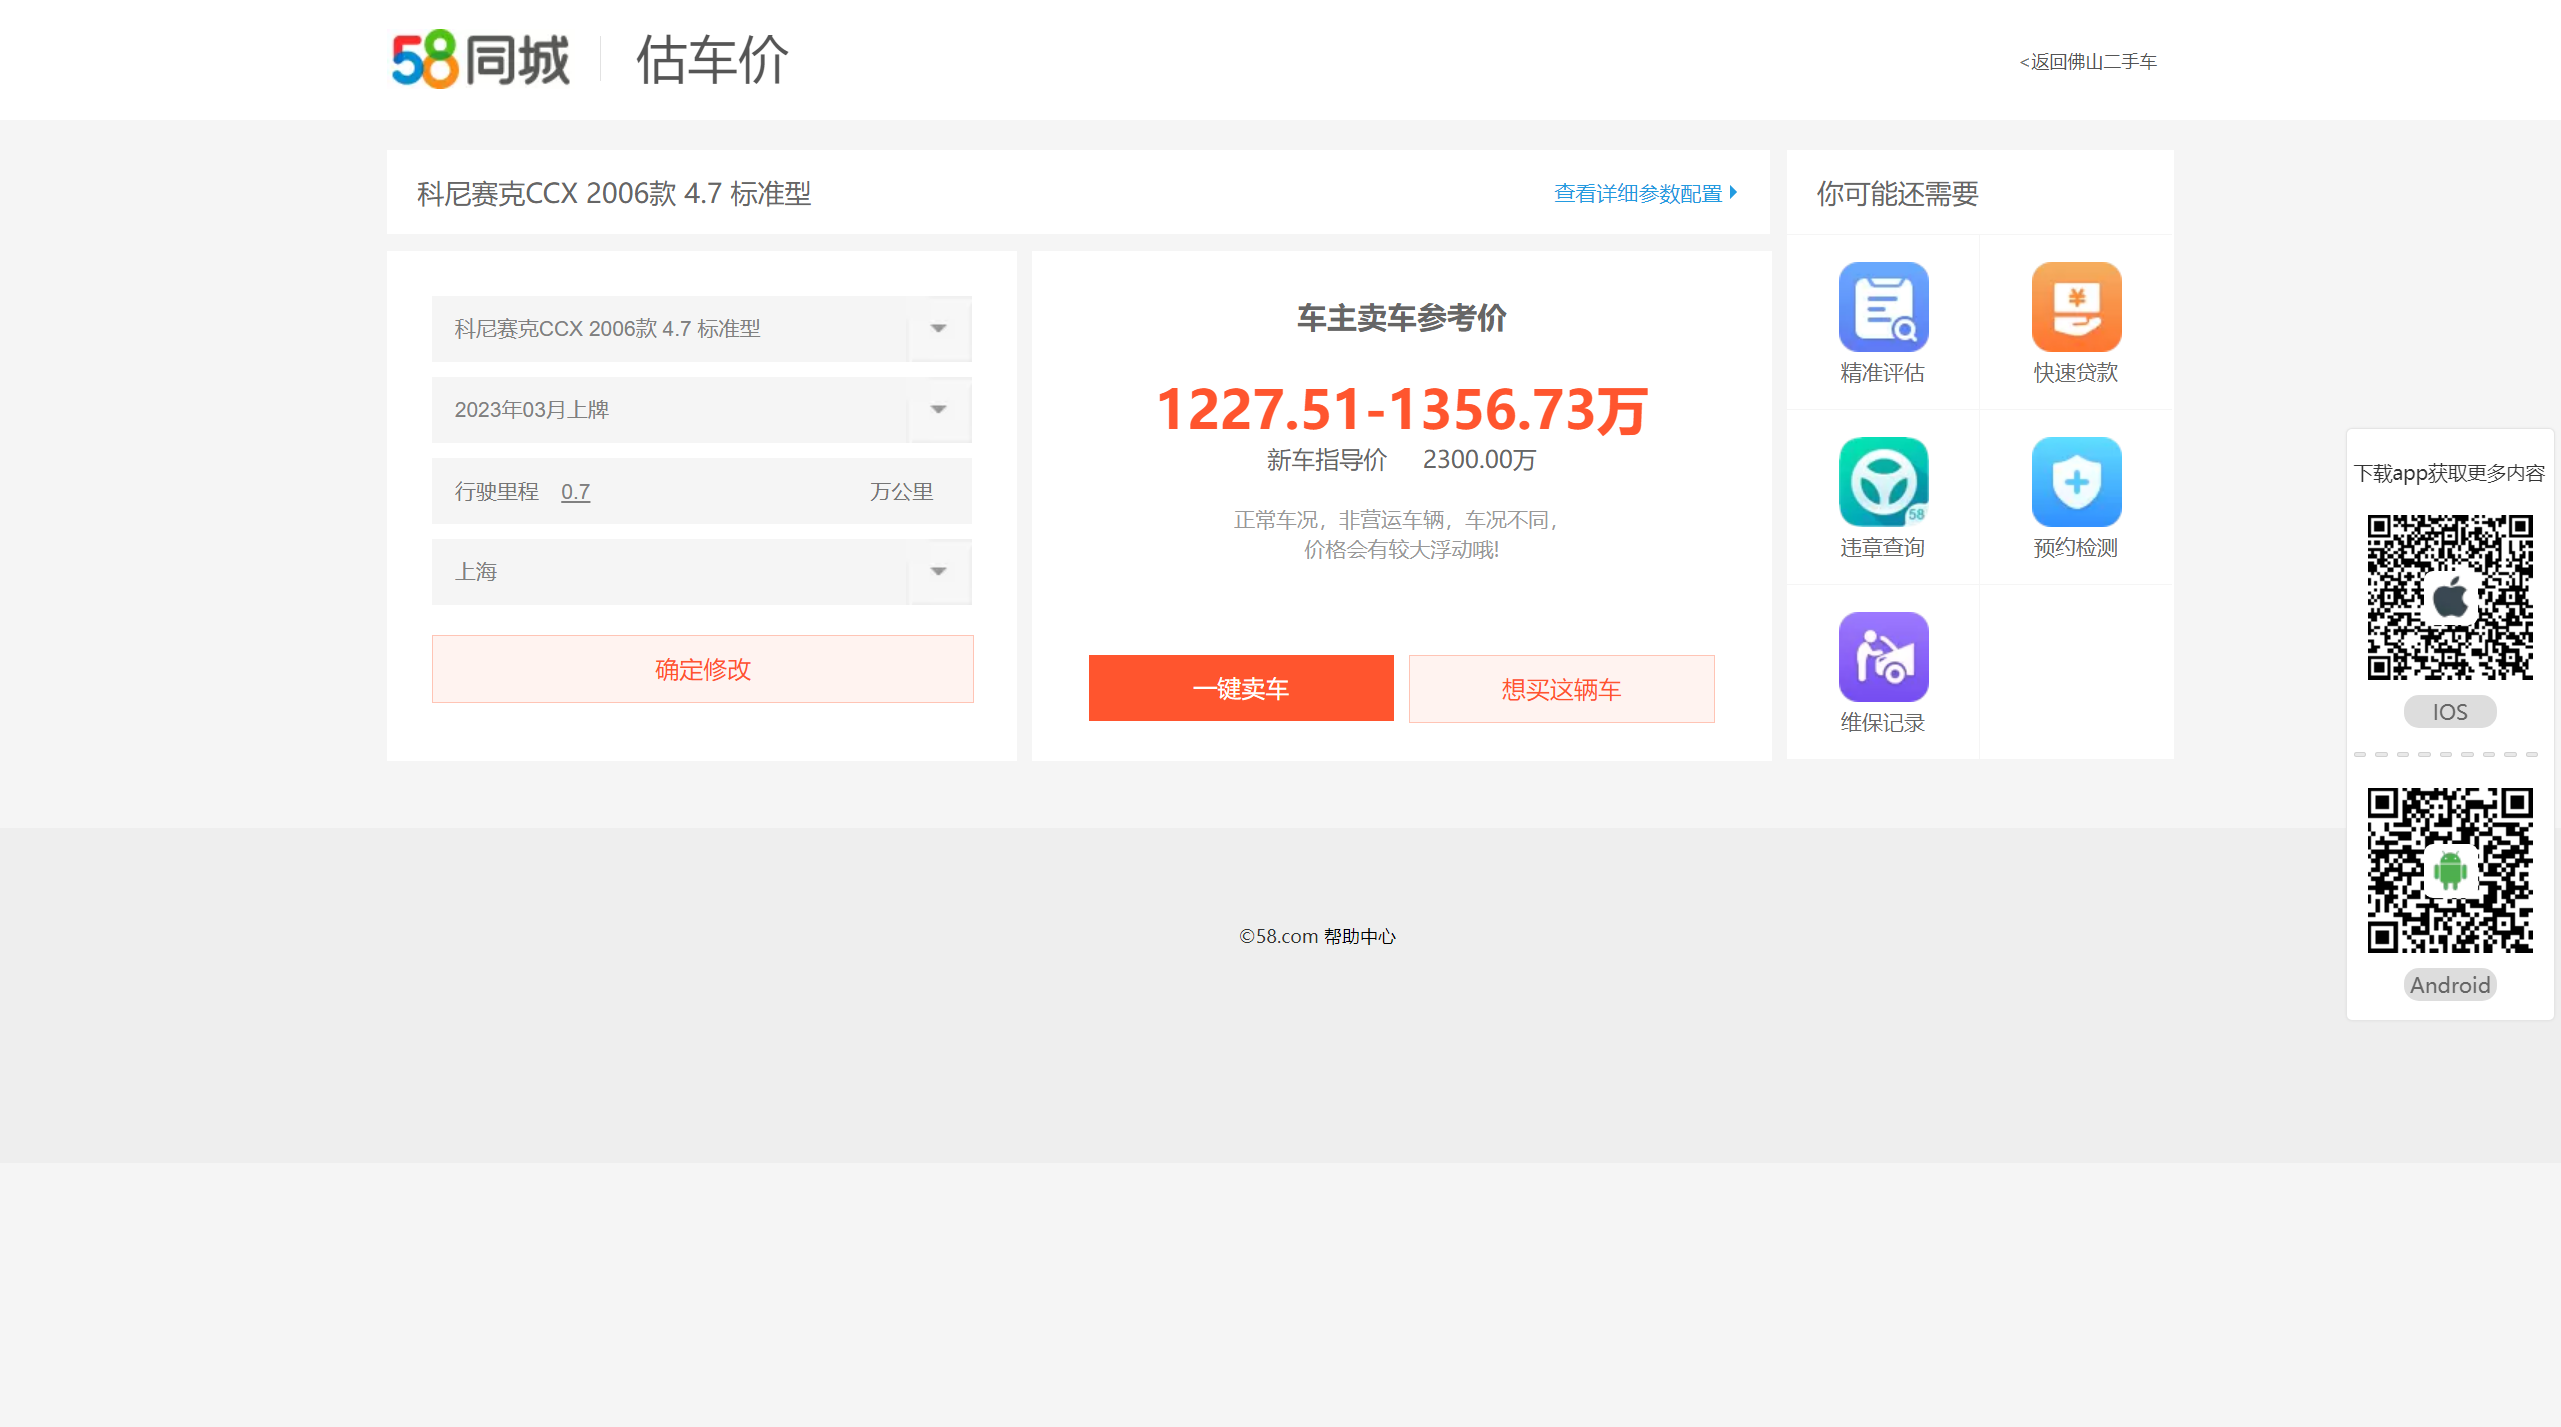 58同城
估车价
<返回佛山二手车
科尼赛克CCX 2006款 4.7 标准型
查看详细参数配置
科尼赛克CCX 2006款 4.7 标准型
2023年03月上牌
行驶里程 0.7 万公里
上海
确定修改
车主卖车参考价
1227.51-1356.73万
新车指导价 2300.00万
正常车况，非营运车辆，车况不同，
价格会有较大浮动哦!
一键卖车
想买这辆车
你可能还需要
精准评估
快速贷款
58
违章查询
预约检测
维保记录
下载app获取更多内容
IOS
Android
©58.com 帮助中心